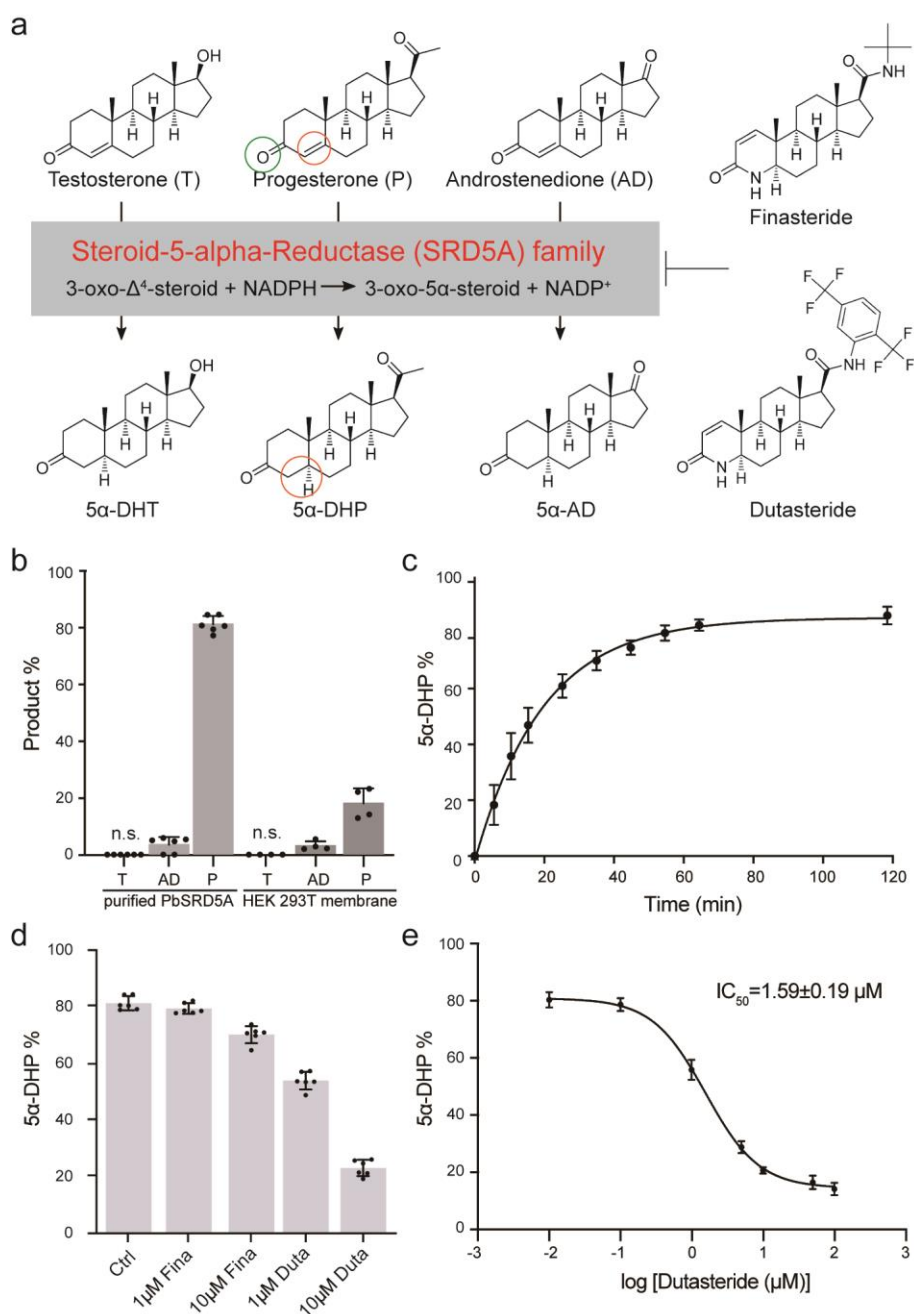 a
OH
O
Testosterone (T)
O
O
Progesterone (P)
O
O
Androstenedione (AD)
O
NH
O
N
H
Finasteride
Steroid-5-alpha-Reductase (SRD5A) family
3-oxo-Δ⁴-steroid + NADPH → 3-oxo-5α-steroid + NADP⁺
OH
H
H
H
O
H
5α-DHT
O
H
H
H
O
H
5α-DHP
O
H
H
H
O
H
5α-AD
F
F
F
F
F
F
O
NH
H
H
H
O
N
H
H
Dutasteride
b
Product %
100
80
60
40
20
0
n.s.
n.s.
T AD P T AD P
purified PbSRD5A HEK 293T membrane
c
5α-DHP %
100
80
60
40
20
0
0 20 40 60 80 100 120
Time (min)
d
5α-DHP %
100
80
60
40
20
0
Ctrl
1μM Fina
10μM Fina
1μM Duta
10μM Duta
e
5α-DHP %
100
80
60
40
20
0
IC₅₀=1.59±0.19 μM
-3 -2 -1 0 1 2 3
log [Dutasteride (μM)]